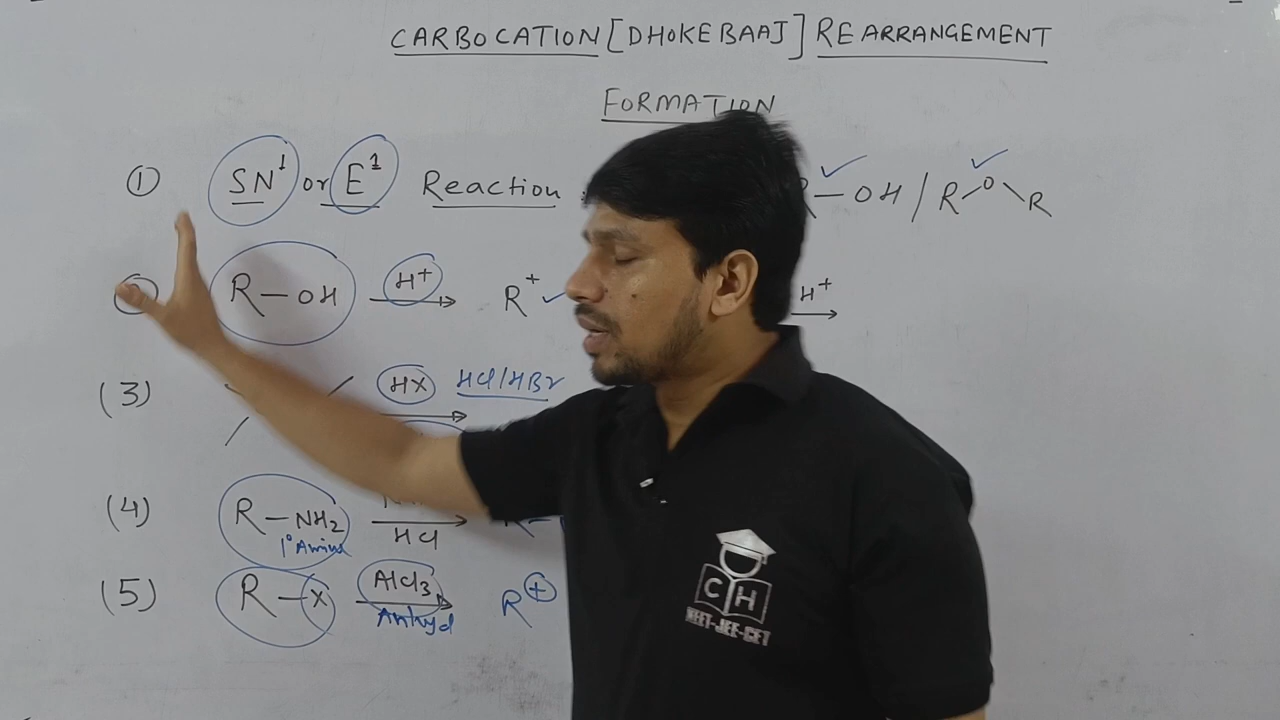 CARBOCATION [DHOKEBAAJ] REARRANGEMENT
FORMATION
① SN¹ or E¹ Reaction R—OH / R O R
R—OH H⁺ R⁺ ✓ H⁺
(3) HX HCl/HBr
(4) R—NH₂ HCl
1° Amine
(5) R—X AlCl₃ R⁺
Anhyd
CH
NEET-JEE-CET